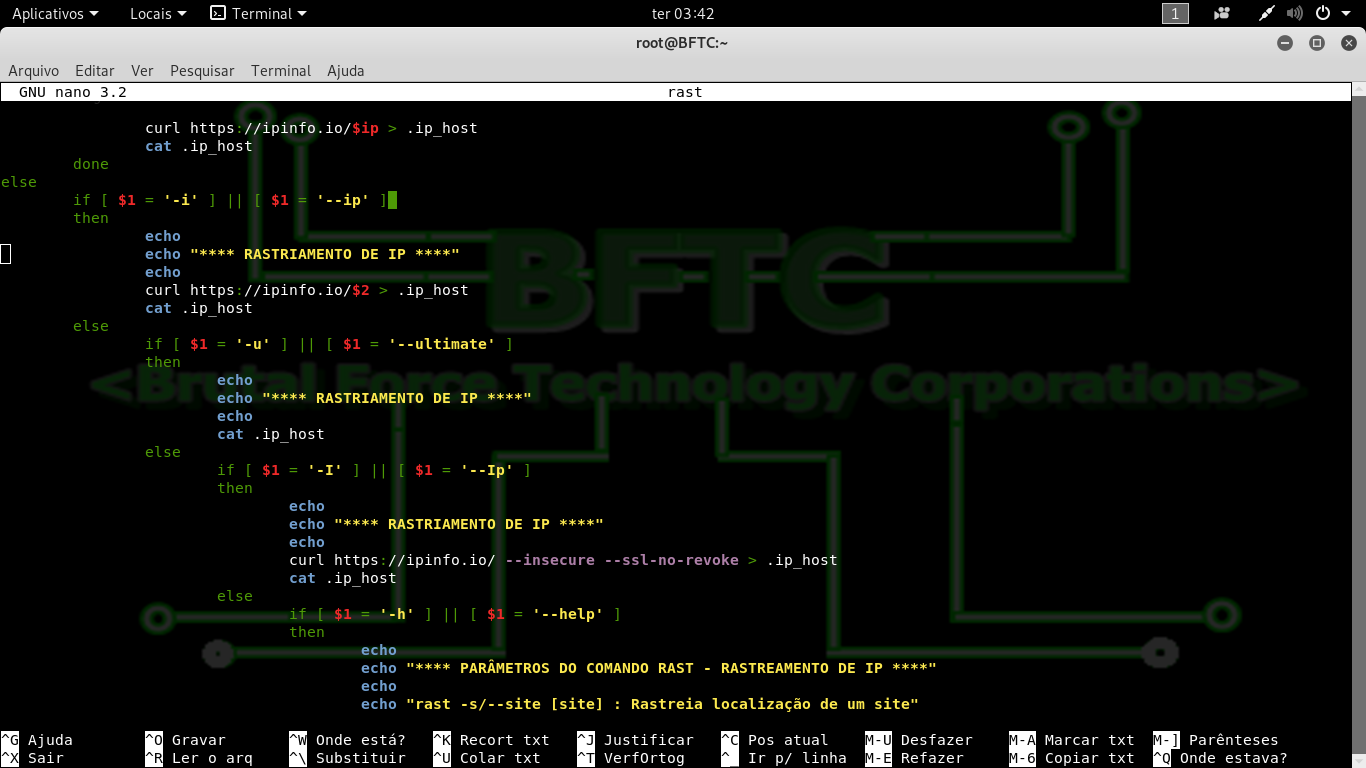 Aplicativos Locais Terminal ter 03:42 1
root@BFTC:~
Arquivo Editar Ver Pesquisar Terminal Ajuda
GNU nano 3.2 rast
curl https://ipinfo.io/$ip > .ip_host
cat .ip_host
done
else
if [ $1 = '-i' ] || [ $1 = '--ip' ]
then
echo
echo "**** RASTRIAMENTO DE IP ****"
echo
curl https://ipinfo.io/$2 > .ip_host
cat .ip_host
else
if [ $1 = '-u' ] || [ $1 = '--ultimate' ]
then
echo
echo "**** RASTRIAMENTO DE IP ****"
echo
cat .ip_host
else
if [ $1 = '-I' ] || [ $1 = '--Ip' ]
then
echo
echo "**** RASTRIAMENTO DE IP ****"
echo
curl https://ipinfo.io/ --insecure --ssl-no-revoke > .ip_host
cat .ip_host
else
if [ $1 = '-h' ] || [ $1 = '--help' ]
then
echo
echo "**** PARÂMETROS DO COMANDO RAST - RASTREAMENTO DE IP ****"
echo
echo "rast -s/--site [site] : Rastreia localização de um site"
BFTC
<Brutal Force Technology Corporations>
^G Ajuda ^O Gravar ^W Onde está? ^K Recort txt ^J Justificar ^C Pos atual M-U Desfazer M-A Marcar txt M-] Parênteses
^X Sair ^R Ler o arq ^\ Substituir ^U Colar txt ^T VerfOrtog ^_ Ir p/ linha M-E Refazer M-6 Copiar txt ^Q Onde estava?